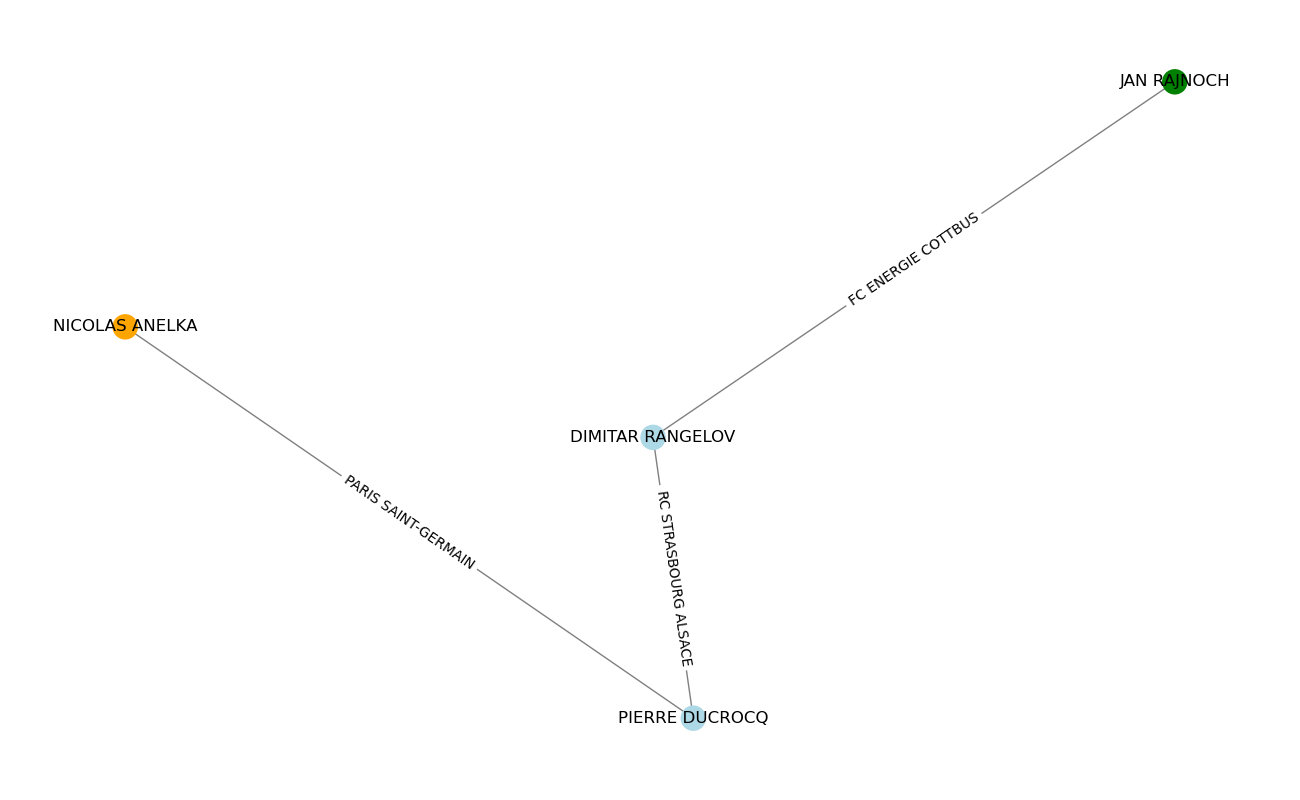 JAN RAJNOCH
FC ENERGIE COTTBUS
NICOLAS ANELKA
DIMITAR RANGELOV
PARIS SAINT-GERMAIN
RC STRASBOURG ALSACE
PIERRE DUCROCQ